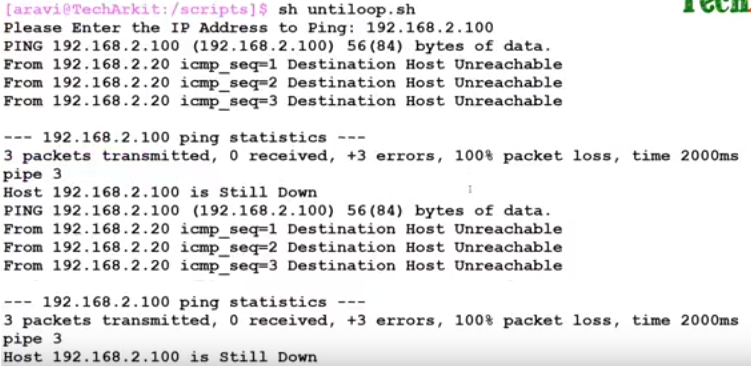 [aravi@TechArkit:/scripts]$ sh untiloop.sh
Please Enter the IP Address to Ping: 192.168.2.100
PING 192.168.2.100 (192.168.2.100) 56(84) bytes of data.
From 192.168.2.20 icmp_seq=1 Destination Host Unreachable
From 192.168.2.20 icmp_seq=2 Destination Host Unreachable
From 192.168.2.20 icmp_seq=3 Destination Host Unreachable
--- 192.168.2.100 ping statistics ---
3 packets transmitted, 0 received, +3 errors, 100% packet loss, time 2000ms
pipe 3
Host 192.168.2.100 is Still Down
PING 192.168.2.100 (192.168.2.100) 56(84) bytes of data.
From 192.168.2.20 icmp_seq=1 Destination Host Unreachable
From 192.168.2.20 icmp_seq=2 Destination Host Unreachable
From 192.168.2.20 icmp_seq=3 Destination Host Unreachable
--- 192.168.2.100 ping statistics ---
3 packets transmitted, 0 received, +3 errors, 100% packet loss, time 2000ms
pipe 3
Host 192.168.2.100 is Still Down